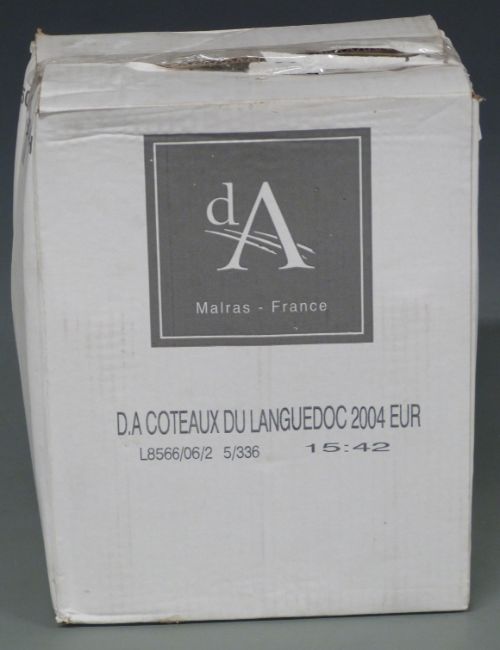 dA
Malras - France
D.A COTEAUX DU LANGUEDOC 2004 EUR
L8566/06/2 5/336 15:42